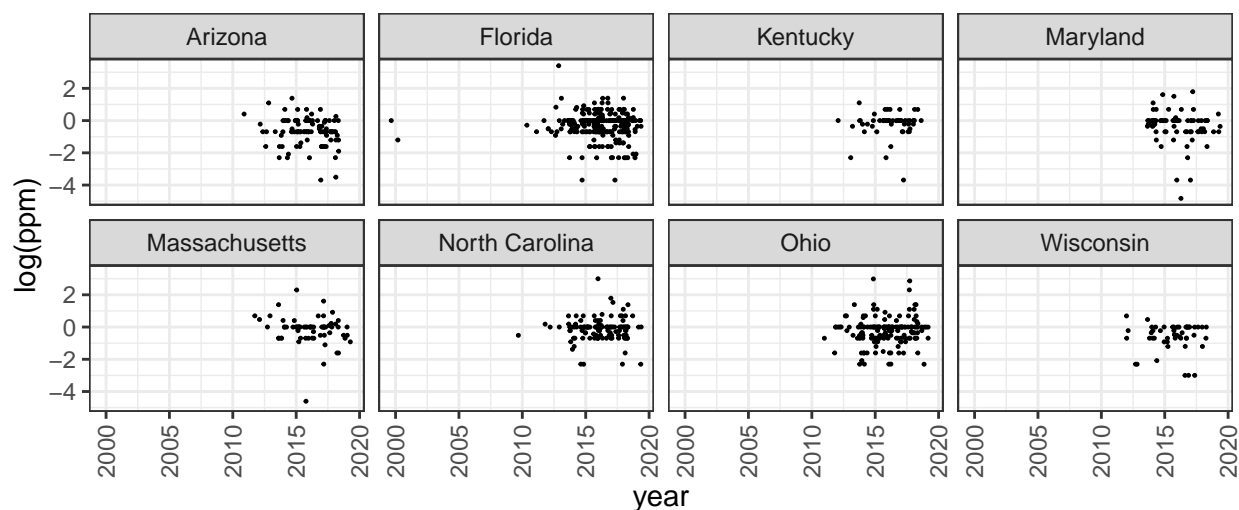 Arizona Florida Kentucky Maryland
2
0
−2
−4
log(ppm)
Massachusetts North Carolina Ohio Wisconsin
2
0
−2
−4
2000 2005 2010 2015 2020 2000 2005 2010 2015 2020 2000 2005 2010 2015 2020 2000 2005 2010 2015 2020
year